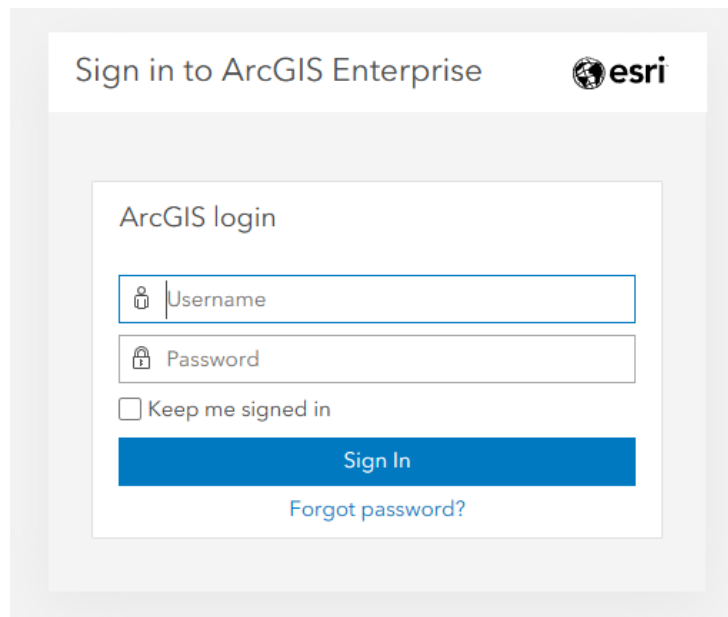 Sign in to ArcGIS Enterprise
esri
ArcGIS login
Username
Password
Keep me signed in
Sign In
Forgot password?